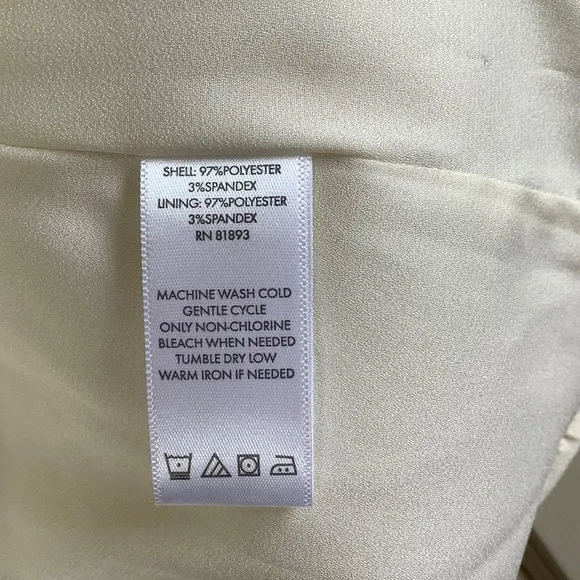 SHELL: 97%POLYESTER
3%SPANDEX
LINING: 97%POLYESTER
3%SPANDEX
RN 81893
MACHINE WASH COLD
GENTLE CYCLE
ONLY NON-CHLORINE
BLEACH WHEN NEEDED
TUMBLE DRY LOW
WARM IRON IF NEEDED